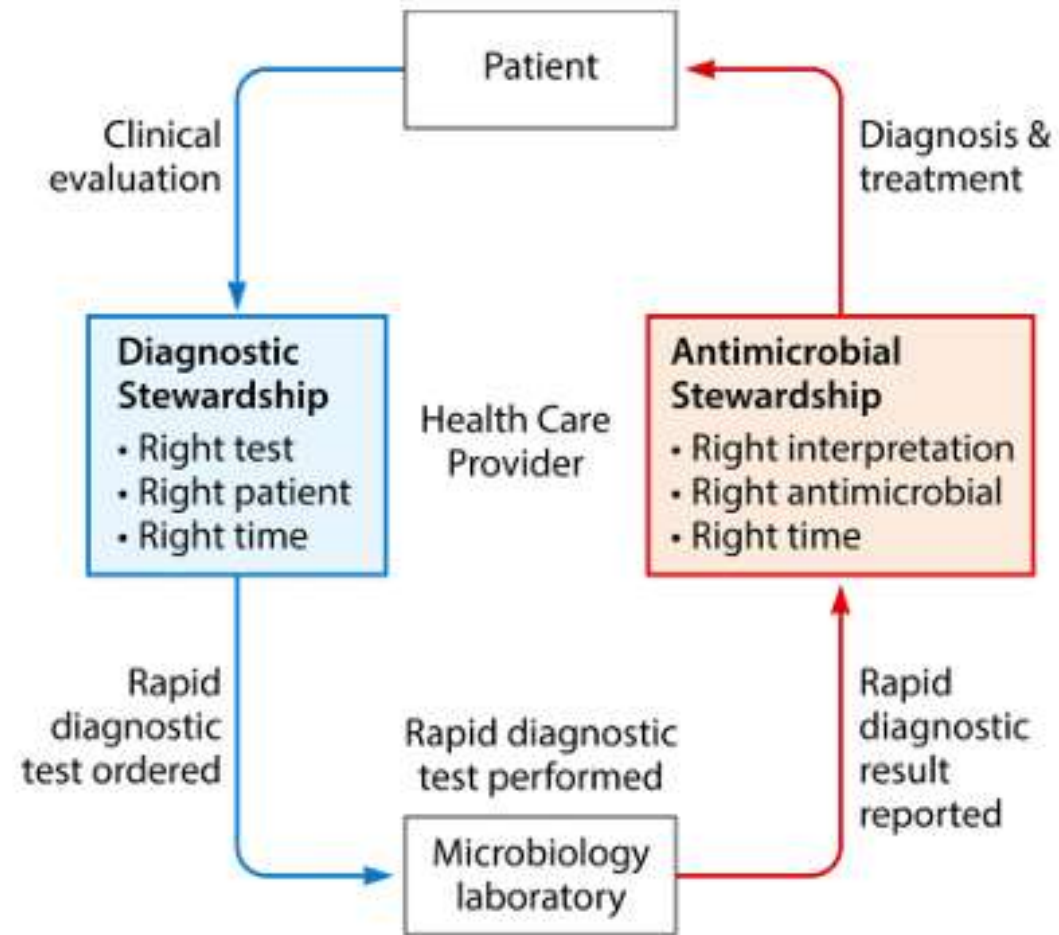 Patient
Clinical
evaluation
Diagnosis &
treatment
Diagnostic
Stewardship
• Right test
• Right patient
• Right time
Health Care
Provider
Antimicrobial
Stewardship
• Right interpretation
• Right antimicrobial
• Right time
Rapid
diagnostic
test ordered
Rapid diagnostic
test performed
Microbiology
laboratory
Rapid
diagnostic
result
reported